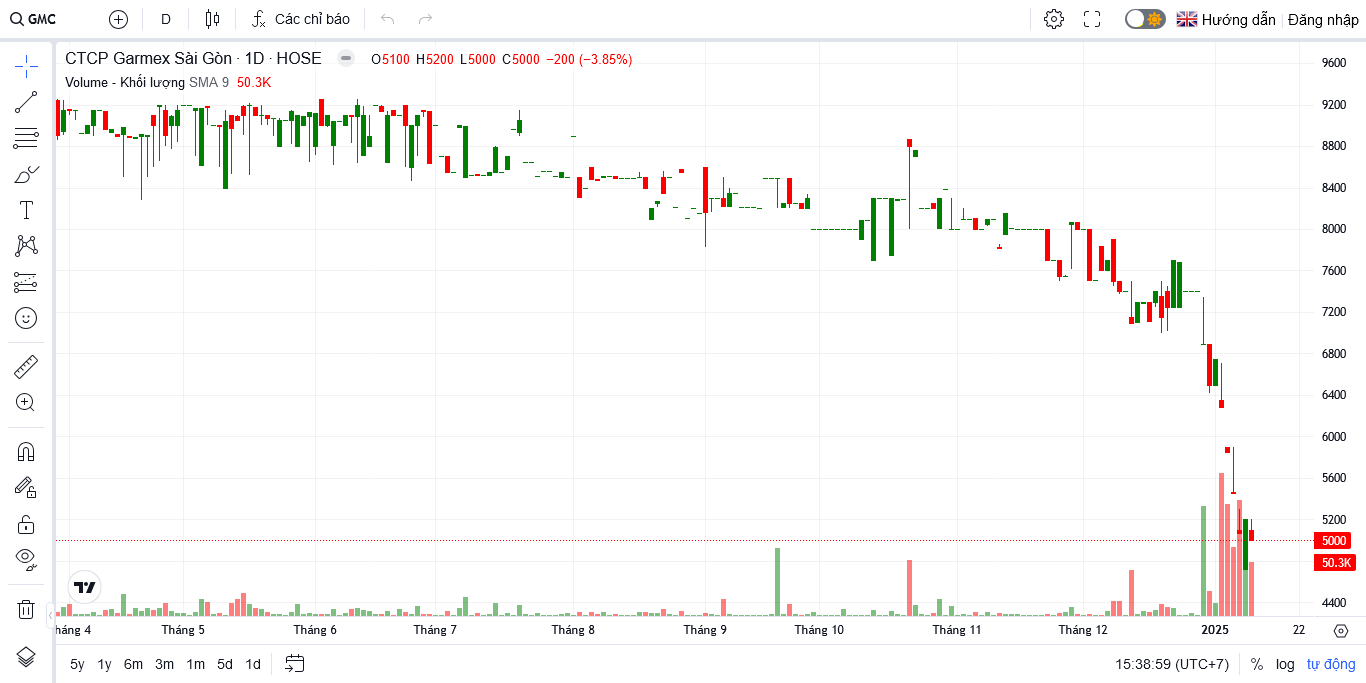 GMC D Các chỉ báo Hướng dẫn Đăng nhập
CTCP Garmex Sài Gòn · 1D · HOSE O5100 H5200 L5000 C5000 −200 (−3.85%)
Volume - Khối lượng SMA 9 50.3K
9600
9200
8800
8400
8000
7600
7200
6800
6400
6000
5600
5200
5000
50.3K
4400
háng 4 Tháng 5 Tháng 6 Tháng 7 Tháng 8 Tháng 9 Tháng 10 Tháng 11 Tháng 12 2025 22
5y 1y 6m 3m 1m 5d 1d 15:38:59 (UTC+7) % log tự động